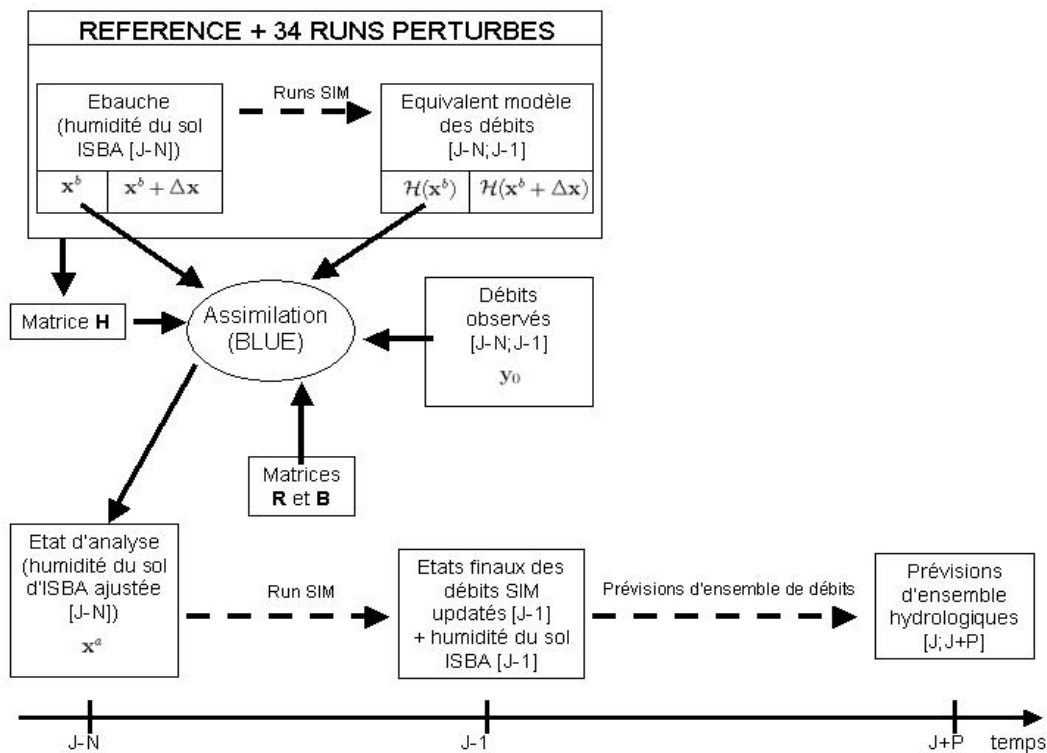 REFERENCE + 34 RUNS PERTURBES
Ebauche
(humidité du sol
ISBA [J-N])
x^b
x^b + Δx
Runs SIM
Equivalent modèle
des débits
[J-N;J-1]
H(x^b)
H(x^b + Δx)
Matrice H
Assimilation
(BLUE)
Débits
observés
[J-N;J-1]
y₀
Matrices
R et B
Etat d'analyse
(humidité du sol
d'ISBA ajustée
[J-N])
x^a
Run SIM
Etats finaux des
débits SIM
updatés [J-1]
+ humidité du sol
ISBA [J-1]
Prévisions d'ensemble de débits
Prévisions
d'ensemble
hydrologiques
[J;J+P]
J-N
J-1
J+P
temps